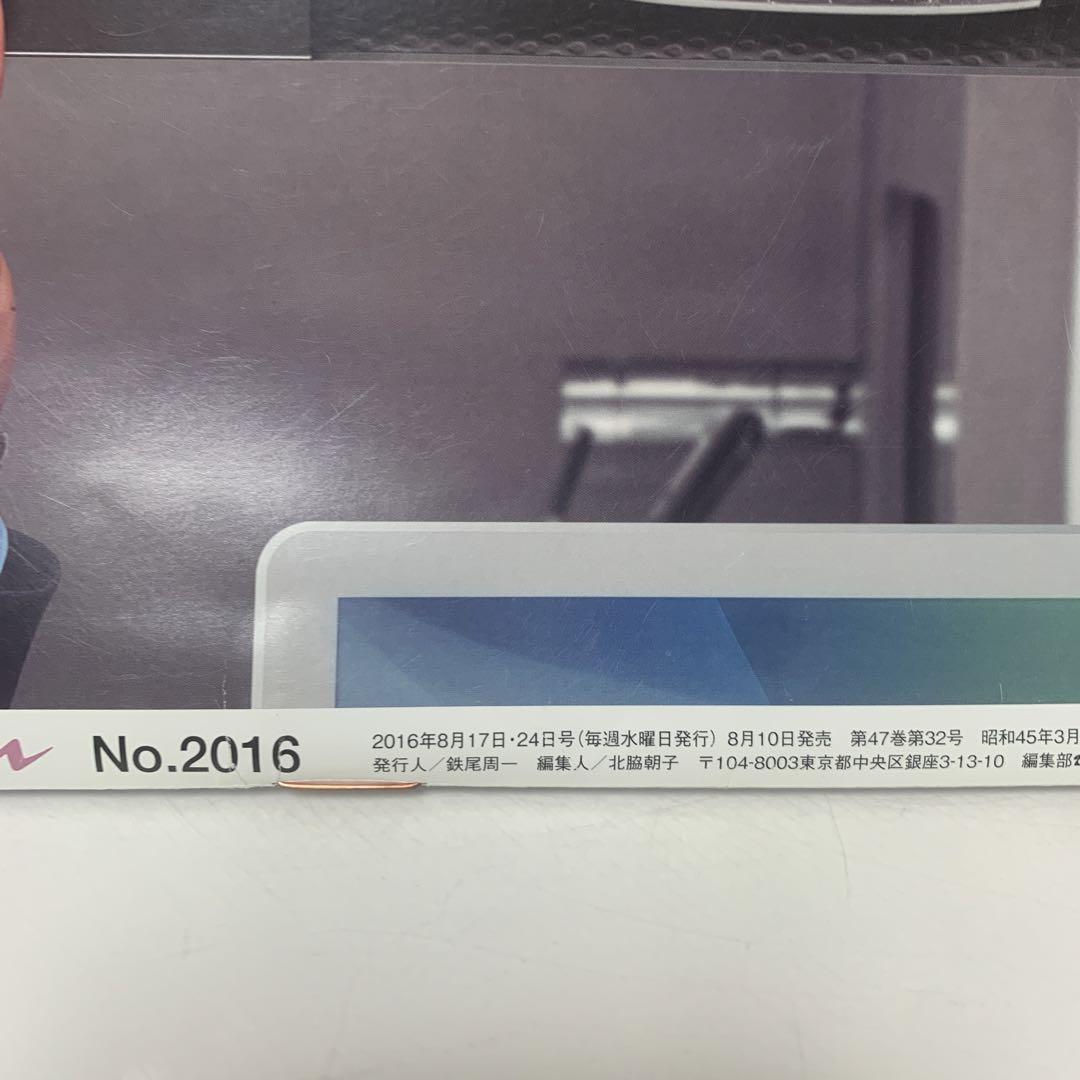 No.2016
2016年8月17日・24日号(毎週水曜日発行) 8月10日発売 第47巻第32号 昭和45年3月
発行人／鉄尾周一 編集人／北脇朝子 〒104-8003東京都中央区銀座3-13-10 編集部